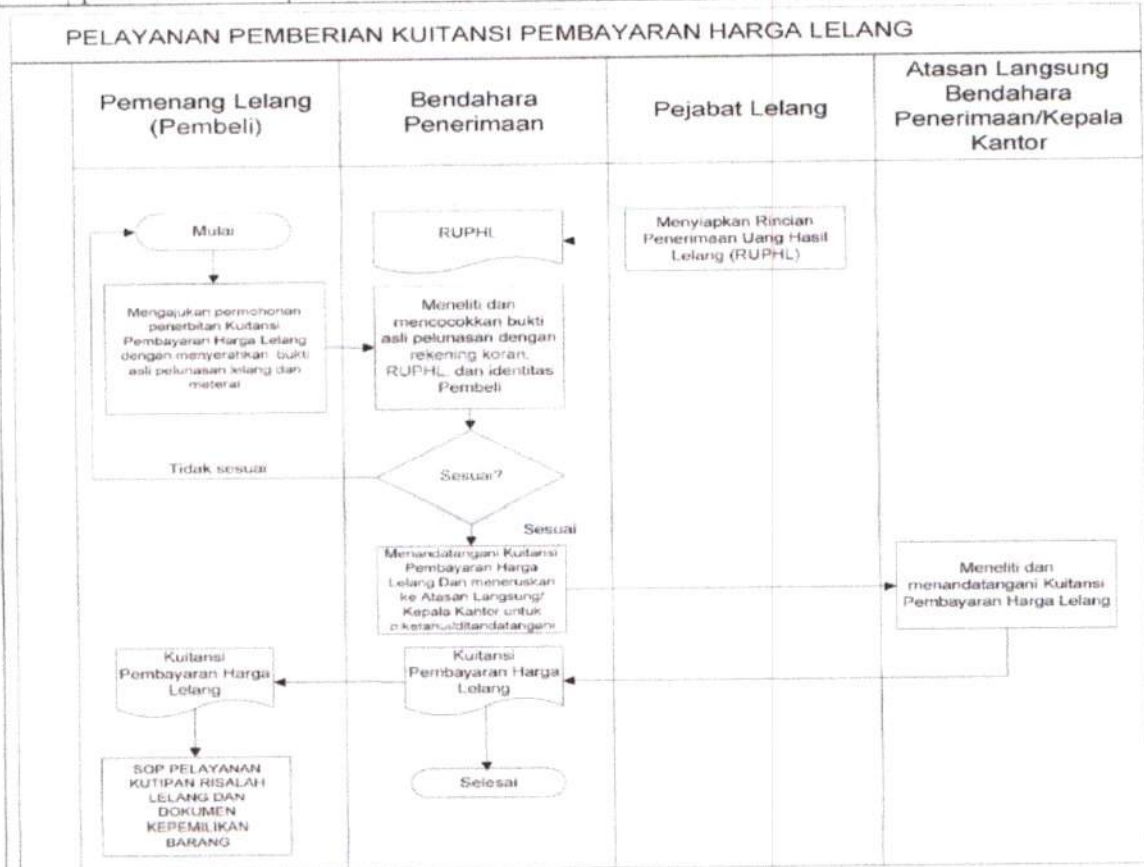 PELAYANAN PEMBERIAN KUITANSI PEMBAYARAN HARGA LELANG
Pemenang Lelang
(Pembeli)
Bendahara
Penerimaan
Pejabat Lelang
Atasan Langsung
Bendahara
Penerimaan/Kepala
Kantor
Mulai
RUPHL
Menyiapkan Rincian
Penerimaan Uang Hasil
Lelang (RUPHL)
Mengajukan permohonan
penerbitan Kuitansi
Pembayaran Harga Lelang
dengan menyerahkan bukti
asli pelunasan lelang dan
materai
Meneliti dan
mencocokkan bukti
asli pelunasan dengan
rekening koran,
RUPHL, dan identitas
Pembeli
Tidak sesuai
Sesuai?
Sesuai
Menandatangani Kuitansi
Pembayaran Harga
Lelang Dan meneruskan
ke Atasan Langsung/
Kepala Kantor untuk
diketahui/ditandatangani
Meneliti dan
menandatangani Kuitansi
Pembayaran Harga Lelang
Kuitansi
Pembayaran Harga
Lelang
Kuitansi
Pembayaran Harga
Lelang
SOP PELAYANAN
KUTIPAN RISALAH
LELANG DAN
DOKUMEN
KEPEMILIKAN
BARANG
Selesai